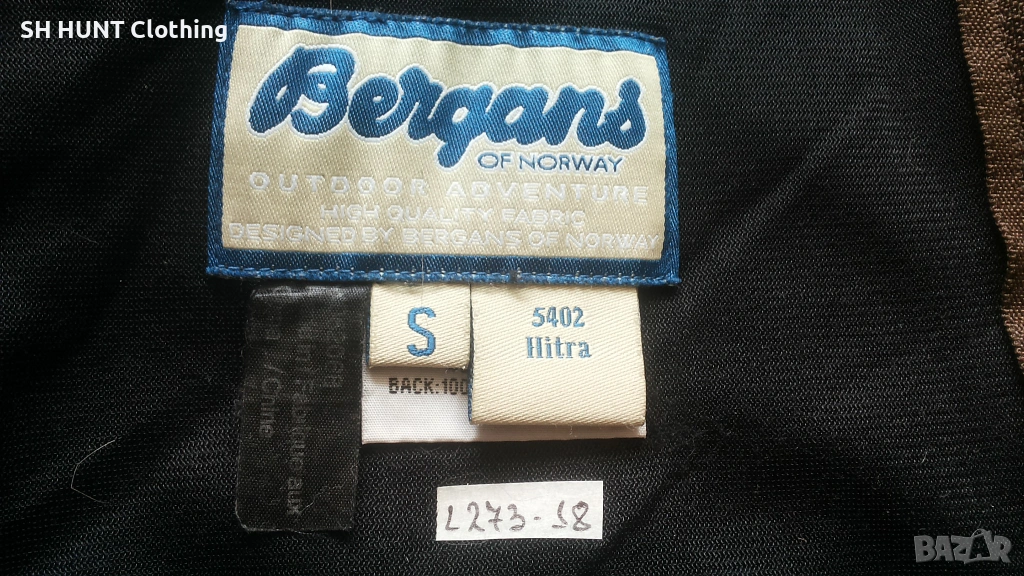 SH HUNT Clothing
Bergans
OF NORWAY
OUTDOOR ADVENTURE
HIGH QUALITY FABRIC
DESIGNED BY BERGANS OF NORWAY
S
5402
Hitra
BACK:100
L273-18
BAZAR